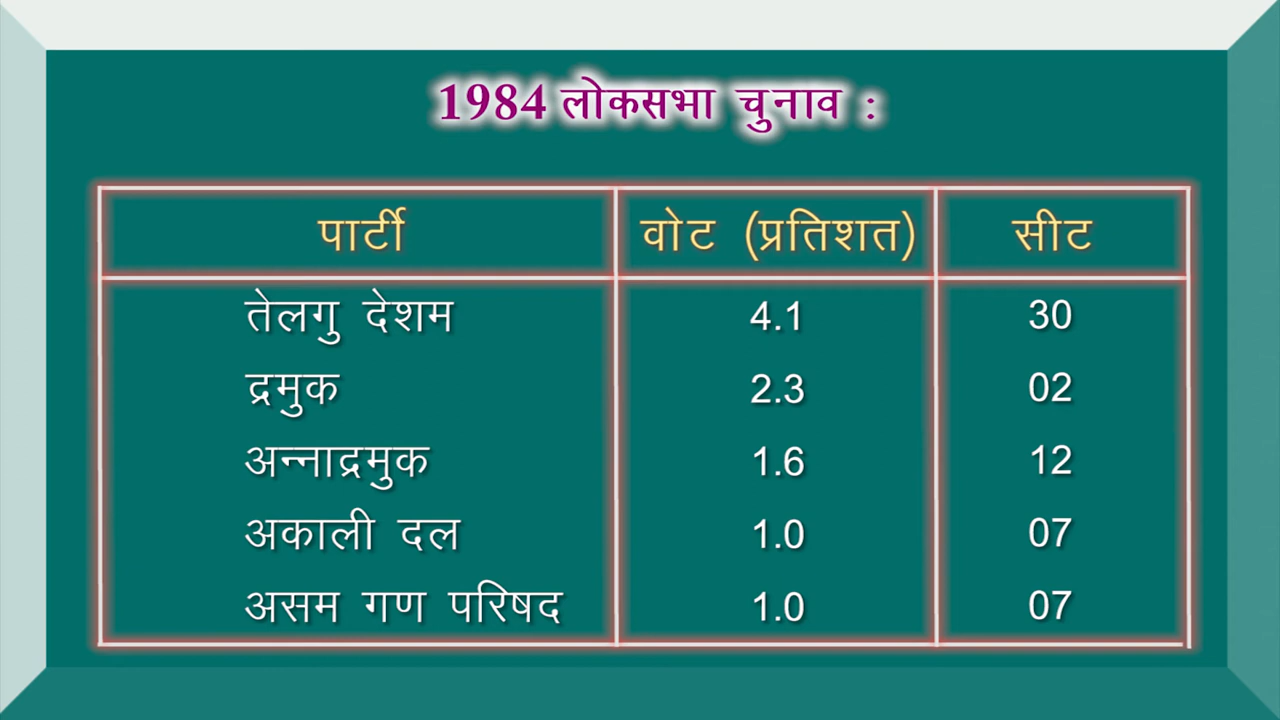 1984 लोकसभा चुनाव :
पार्टी वोट (प्रतिशत) सीट
तेलगु देशम 4.1 30
द्रमुक 2.3 02
अन्नाद्रमुक 1.6 12
अकाली दल 1.0 07
असम गण परिषद 1.0 07